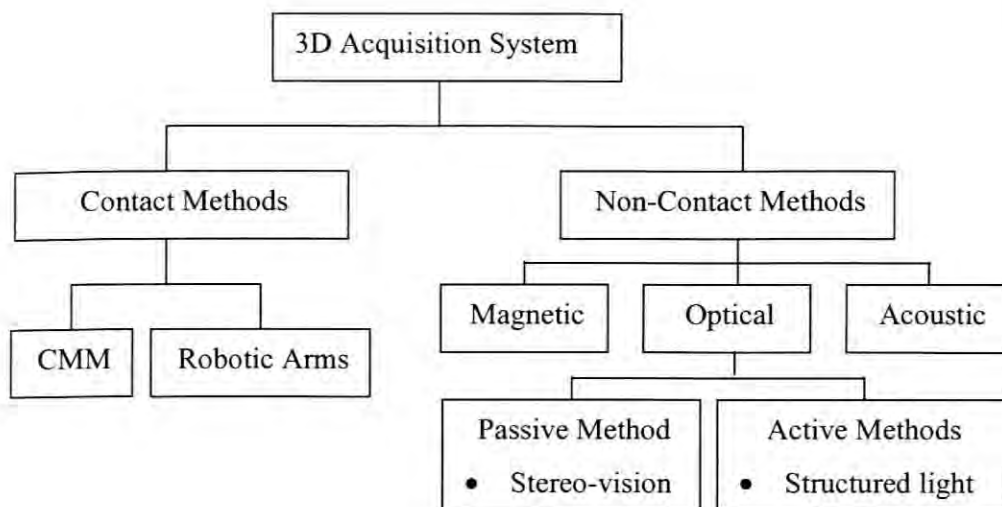 3D Acquisition System
Contact Methods
Non-Contact Methods
Magnetic
Optical
Acoustic
CMM
Robotic Arms
Passive Method
• Stereo-vision
Active Methods
• Structured light